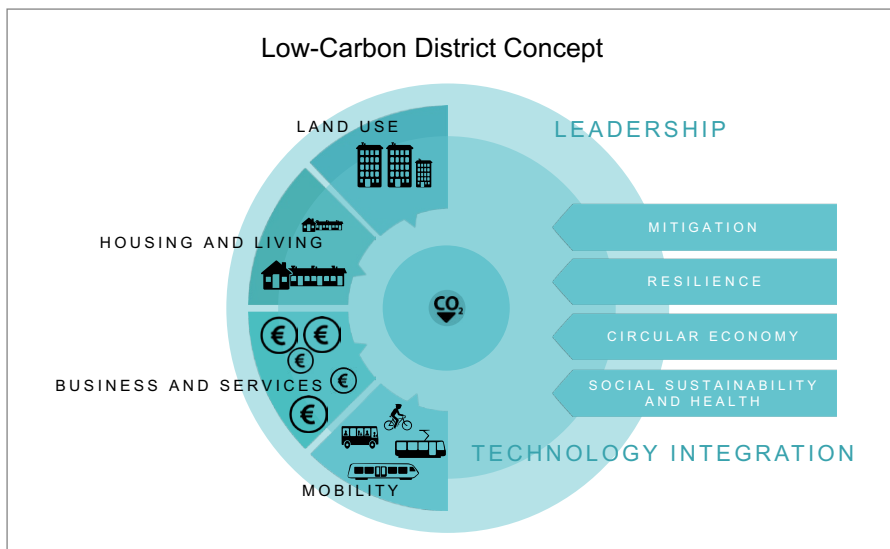 Low-Carbon District Concept
LAND USE
LEADERSHIP
MITIGATION
HOUSING AND LIVING
RESILIENCE
CO₂
CIRCULAR ECONOMY
€ € € € €
BUSINESS AND SERVICES
SOCIAL SUSTAINABILITY
AND HEALTH
TECHNOLOGY INTEGRATION
MOBILITY